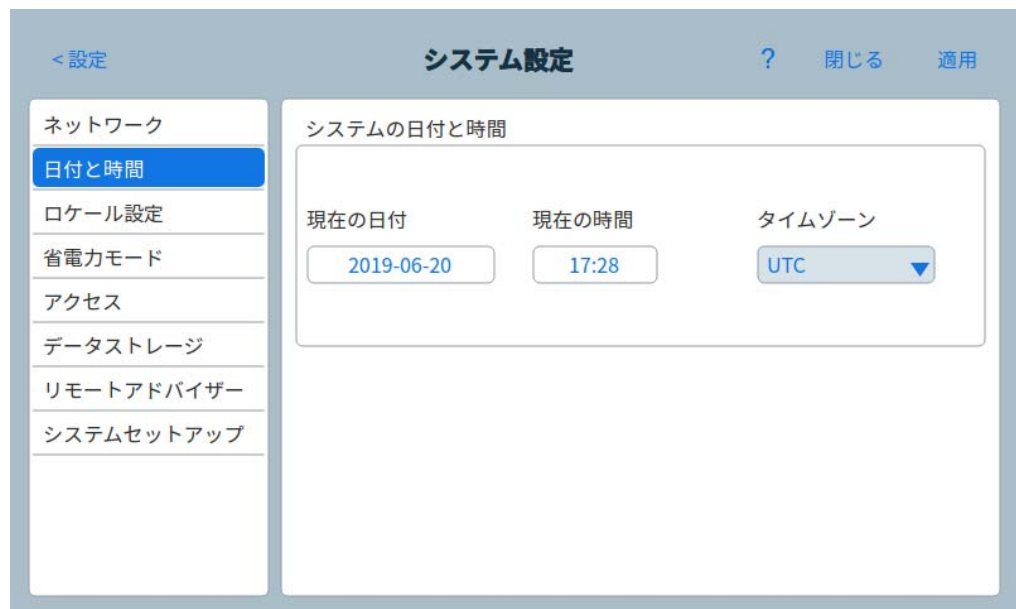 < 設定
システム設定
?
閉じる
適用
ネットワーク
日付と時間
ロケール設定
省電力モード
アクセス
データストレージ
リモートアドバイザー
システムセットアップ
システムの日付と時間
現在の日付
現在の時間
タイムゾーン
2019-06-20
17:28
UTC